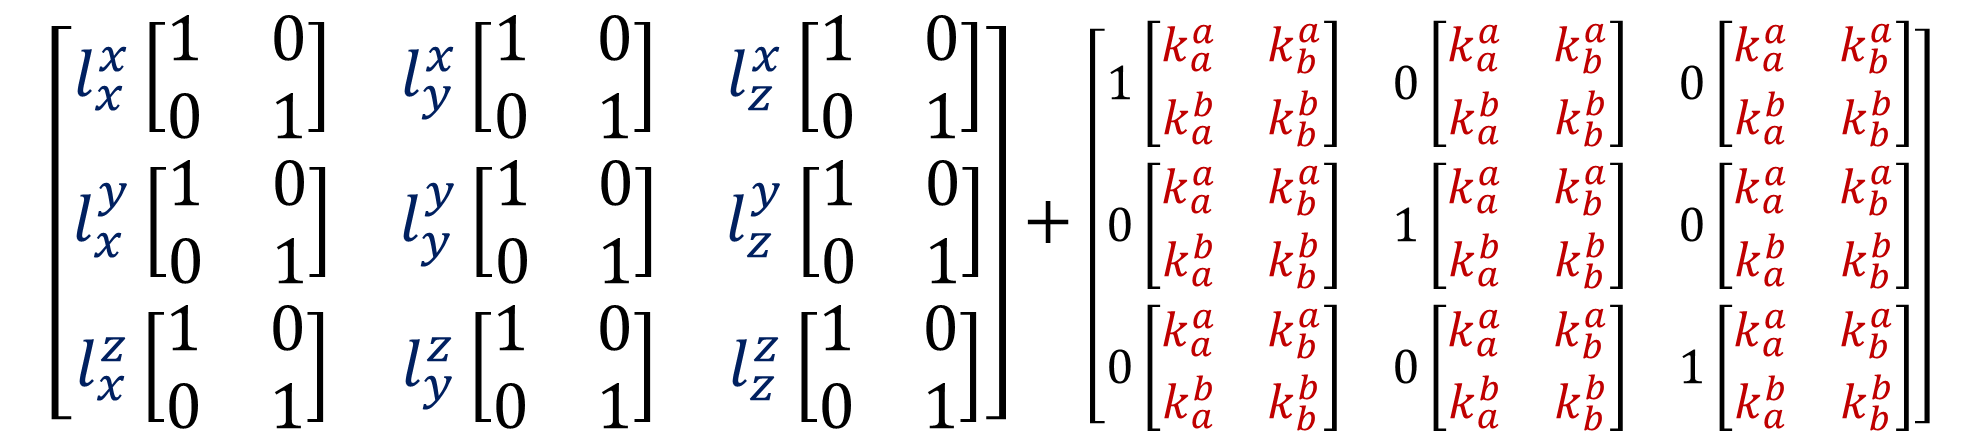 [ l_x^x [1 0; 0 1] l_y^x [1 0; 0 1] l_z^x [1 0; 0 1] ; l_x^y [1 0; 0 1] l_y^y [1 0; 0 1] l_z^y [1 0; 0 1] ; l_x^z [1 0; 0 1] l_y^z [1 0; 0 1] l_z^z [1 0; 0 1] ] + [ 1 [k_a^a k_b^a; k_a^b k_b^b] 0 [k_a^a k_b^a; k_a^b k_b^b] 0 [k_a^a k_b^a; k_a^b k_b^b] ; 0 [k_a^a k_b^a; k_a^b k_b^b] 1 [k_a^a k_b^a; k_a^b k_b^b] 0 [k_a^a k_b^a; k_a^b k_b^b] ; 0 [k_a^a k_b^a; k_a^b k_b^b] 0 [k_a^a k_b^a; k_a^b k_b^b] 1 [k_a^a k_b^a; k_a^b k_b^b] ]